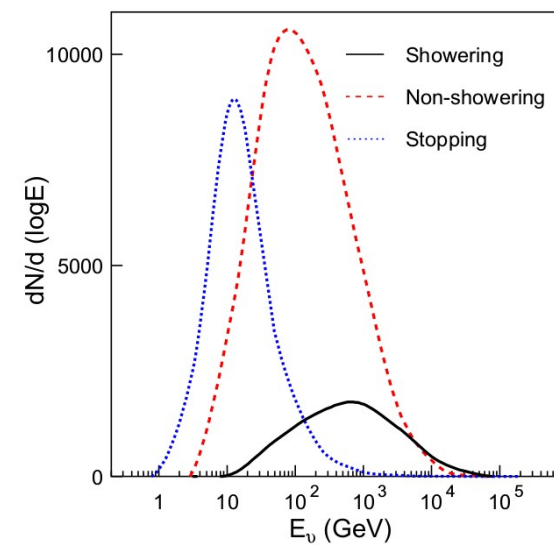 10000
5000
0
dN/d (logE)
Showering
Non-showering
Stopping
1 10 10² 10³ 10⁴ 10⁵
E_υ (GeV)